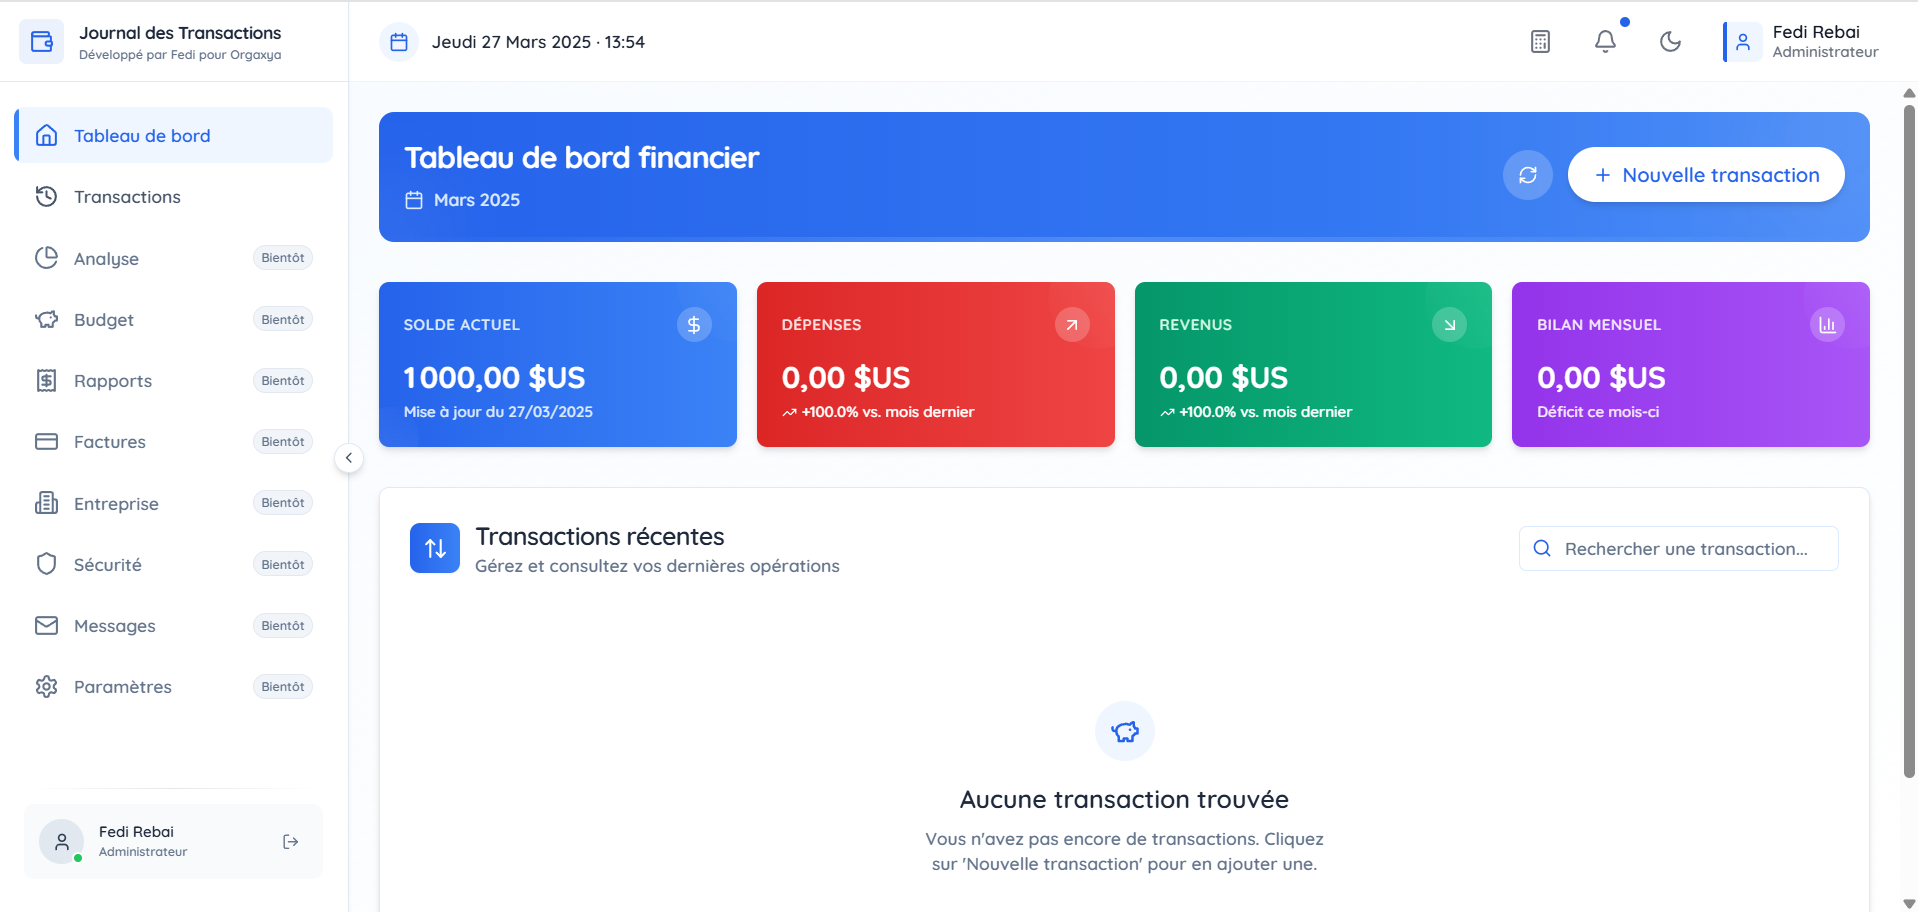 Journal des Transactions
Développé par Fedi pour Orgaxya
Jeudi 27 Mars 2025 · 13:54
Fedi Rebai
Administrateur
Tableau de bord
Transactions
Analyse Bientôt
Budget Bientôt
Rapports Bientôt
Factures Bientôt
Entreprise Bientôt
Sécurité Bientôt
Messages Bientôt
Paramètres Bientôt
Fedi Rebai
Administrateur
Tableau de bord financier
Mars 2025
Nouvelle transaction
SOLDE ACTUEL
1 000,00 $US
Mise à jour du 27/03/2025
DÉPENSES
0,00 $US
+100.0% vs. mois dernier
REVENUS
0,00 $US
+100.0% vs. mois dernier
BILAN MENSUEL
0,00 $US
Déficit ce mois-ci
Transactions récentes
Gérez et consultez vos dernières opérations
Rechercher une transaction...
Aucune transaction trouvée
Vous n'avez pas encore de transactions. Cliquez
sur 'Nouvelle transaction' pour en ajouter une.